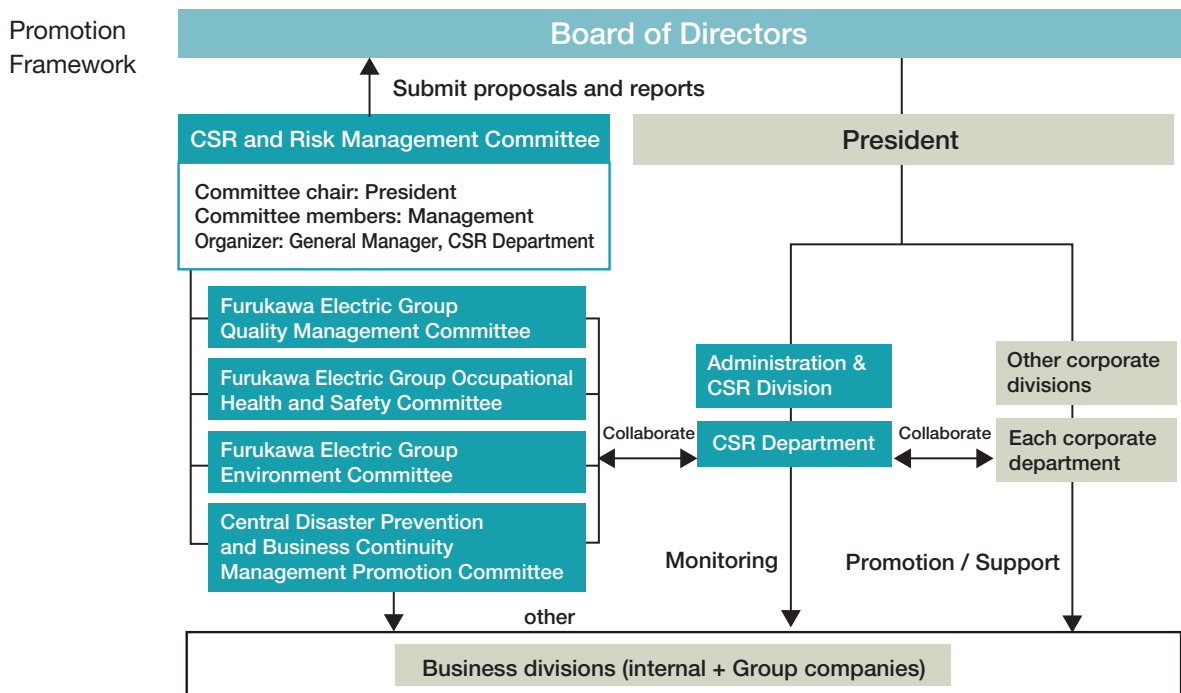 Promotion
Framework
Board of Directors
Submit proposals and reports
CSR and Risk Management Committee
President
Committee chair: President
Committee members: Management
Organizer: General Manager, CSR Department
Furukawa Electric Group
Quality Management Committee
Furukawa Electric Group Occupational
Health and Safety Committee
Furukawa Electric Group
Environment Committee
Central Disaster Prevention
and Business Continuity
Management Promotion Committee
Collaborate
Administration &
CSR Division
CSR Department
Collaborate
Other corporate
divisions
Each corporate
department
Monitoring
Promotion / Support
other
Business divisions (internal + Group companies)